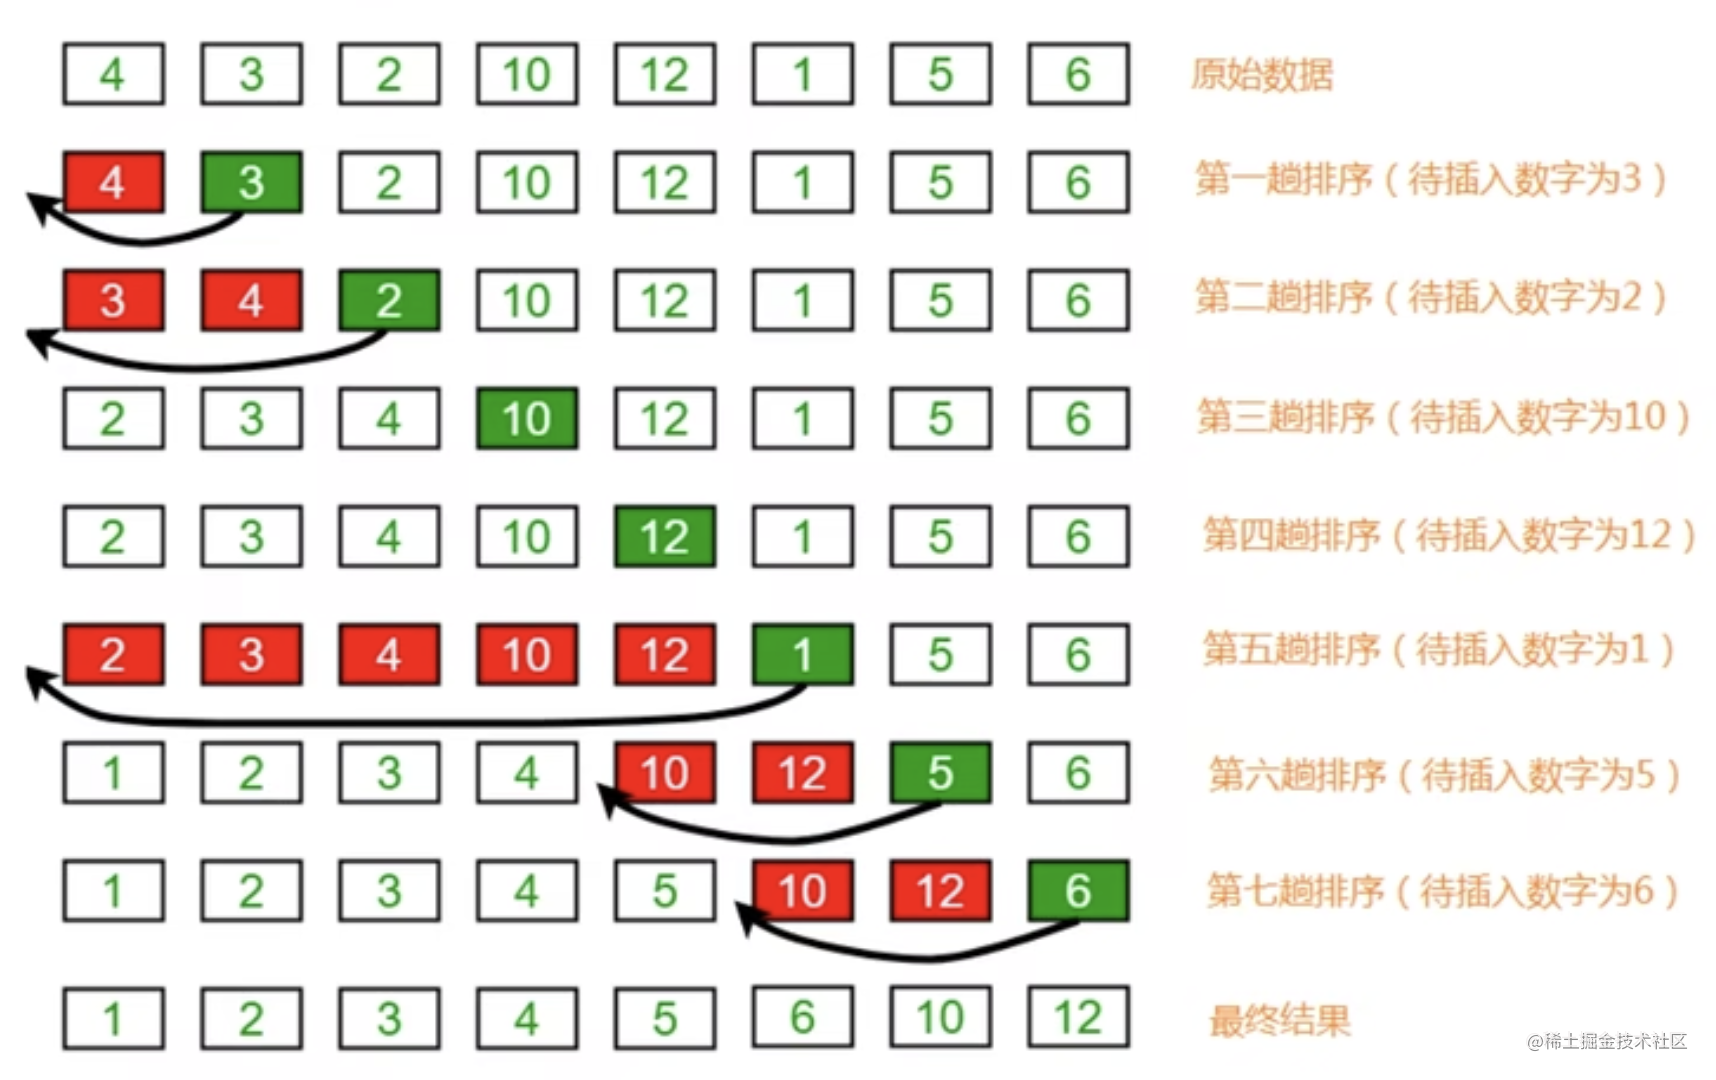 4 3 2 10 12 1 5 6 原始数据
4 3 2 10 12 1 5 6 第一趟排序（待插入数字为3）
3 4 2 10 12 1 5 6 第二趟排序（待插入数字为2）
2 3 4 10 12 1 5 6 第三趟排序（待插入数字为10）
2 3 4 10 12 1 5 6 第四趟排序（待插入数字为12）
2 3 4 10 12 1 5 6 第五趟排序（待插入数字为1）
1 2 3 4 10 12 5 6 第六趟排序（待插入数字为5）
1 2 3 4 5 10 12 6 第七趟排序（待插入数字为6）
1 2 3 4 5 6 10 12 最终结果
@稀土掘金技术社区